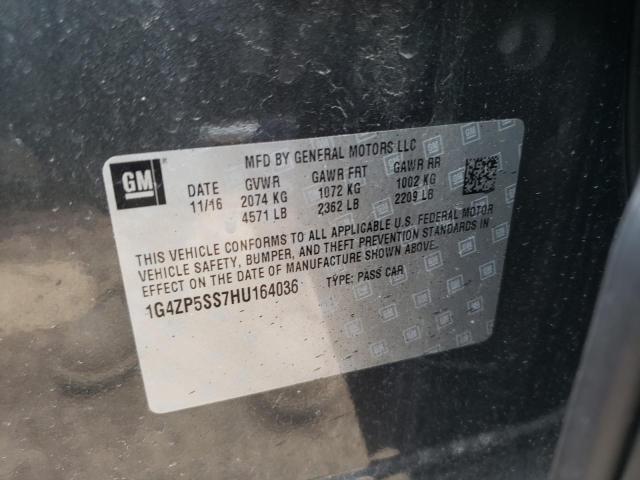 GM
MFD BY GENERAL MOTORS LLC
DATE GVWR GAWR FRT GAWR RR
11/16 2074 KG 1072 KG 1002 KG
4571 LB 2362 LB 2209 LB
THIS VEHICLE CONFORMS TO ALL APPLICABLE U.S. FEDERAL MOTOR
VEHICLE SAFETY, BUMPER, AND THEFT PREVENTION STANDARDS IN
EFFECT ON THE DATE OF MANUFACTURE SHOWN ABOVE.
1G4ZP5SS7HU164036 TYPE: PASS CAR